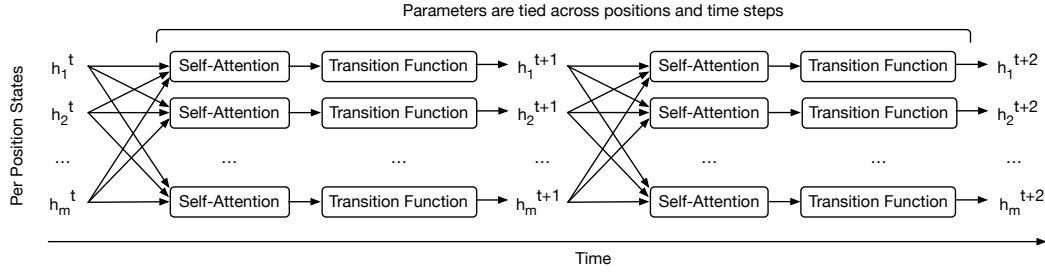 Parameters are tied across positions and time steps
Per Position States
h₁ᵗ Self-Attention Transition Function h₁ᵗ⁺¹ Self-Attention Transition Function h₁ᵗ⁺²
h₂ᵗ Self-Attention Transition Function h₂ᵗ⁺¹ Self-Attention Transition Function h₂ᵗ⁺²
... ... ... ... ... ... ...
hₘᵗ Self-Attention Transition Function hₘᵗ⁺¹ Self-Attention Transition Function hₘᵗ⁺²
Time